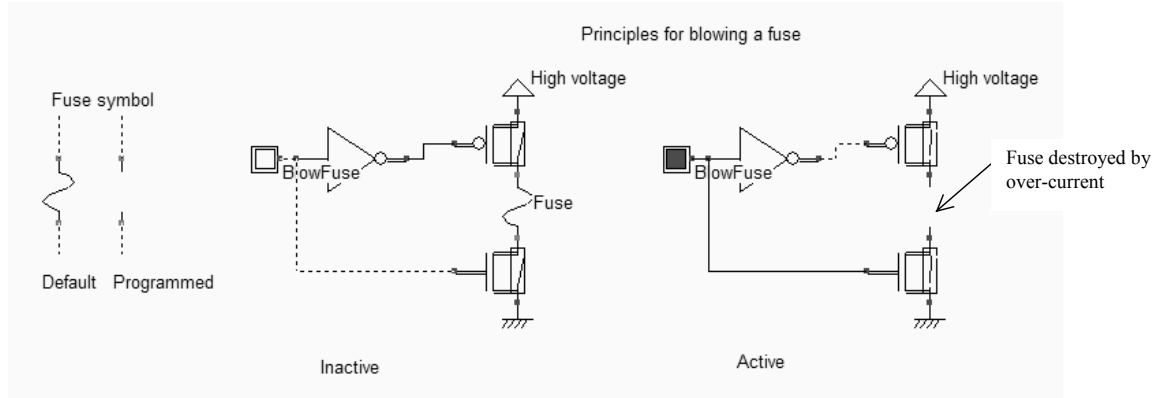 Principles for blowing a fuse
Fuse symbol
Default
Programmed
High voltage
BlowFuse
Fuse
Inactive
High voltage
BlowFuse
Fuse destroyed by
over-current
Active